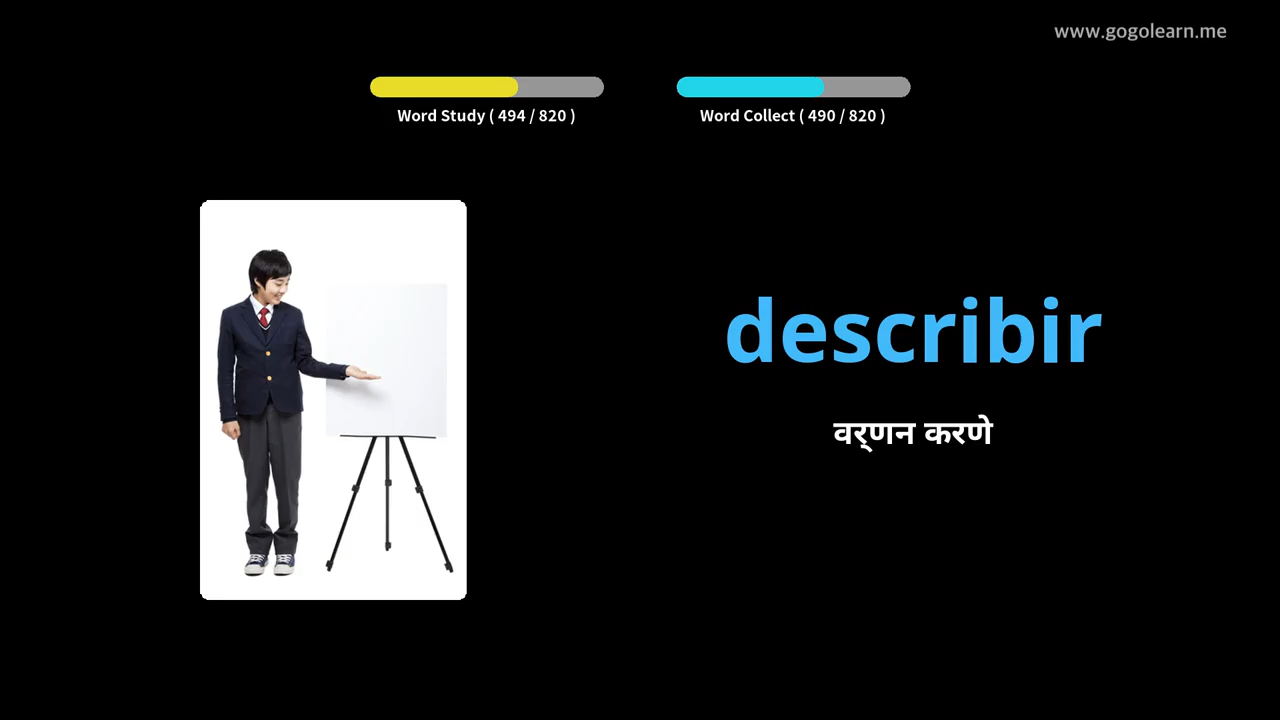 www.gogolearn.me
Word Study ( 494 / 820 )
Word Collect ( 490 / 820 )
describir
वर्णन करणे